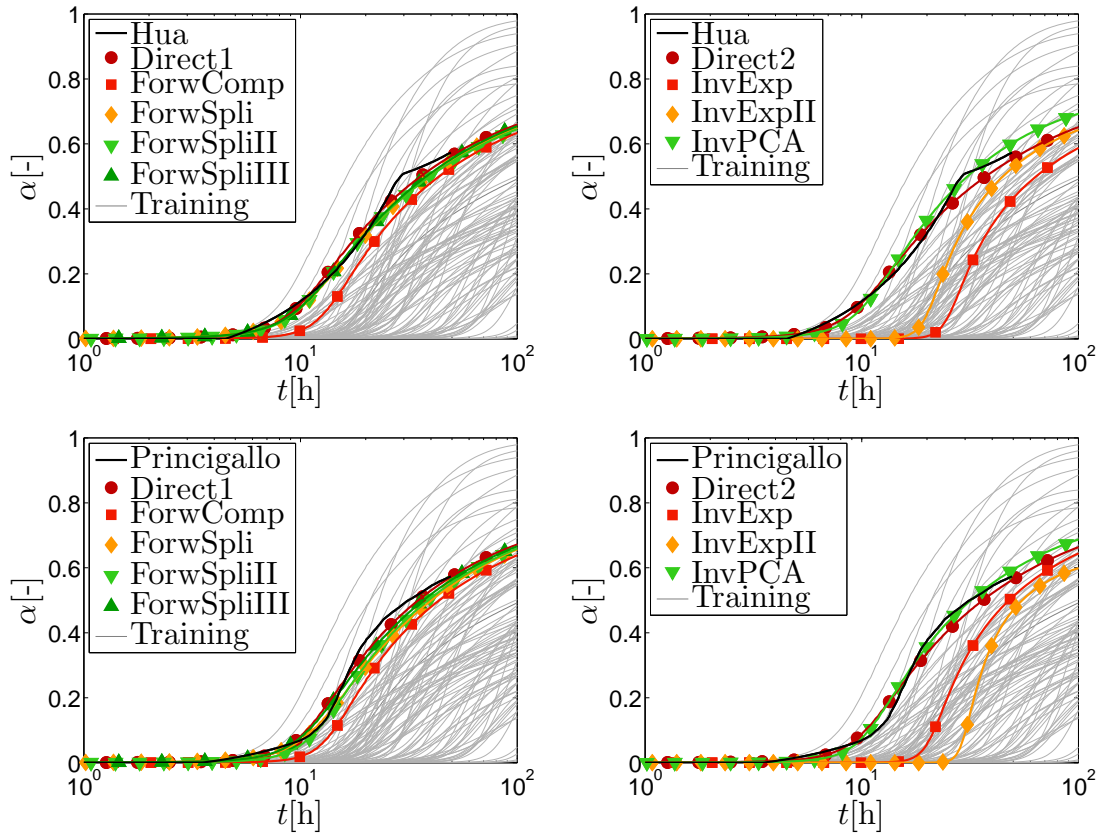 1
0.8
0.6
0.4
0.2
0
α[-]
Hua
Direct1
ForwComp
ForwSpli
ForwSpliII
ForwSpliIII
Training
10^0
10^1
10^2
t[h]
1
0.8
0.6
0.4
0.2
0
α[-]
Hua
Direct2
InvExp
InvExpII
InvPCA
Training
10^0
10^1
10^2
t[h]
1
0.8
0.6
0.4
0.2
0
α[-]
Princigallo
Direct1
ForwComp
ForwSpli
ForwSpliII
ForwSpliIII
Training
10^0
10^1
10^2
t[h]
1
0.8
0.6
0.4
0.2
0
α[-]
Princigallo
Direct2
InvExp
InvExpII
InvPCA
Training
10^0
10^1
10^2
t[h]